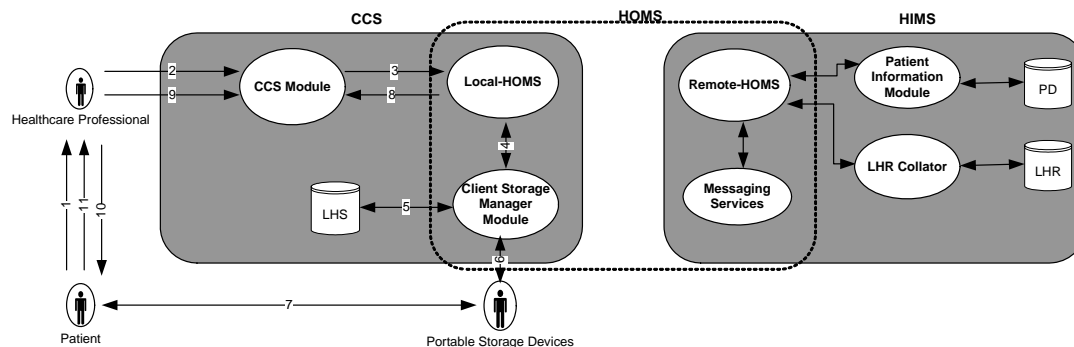 CCS
HOMS
HIMS
2
3
9
8
CCS Module
Local-HOMS
Remote-HOMS
Patient
Information
Module
PD
Healthcare Professional
4
LHR Collator
LHR
1
11
10
LHS
5
Client Storage
Manager
Module
Messaging
Services
6
7
Patient
Portable Storage Devices